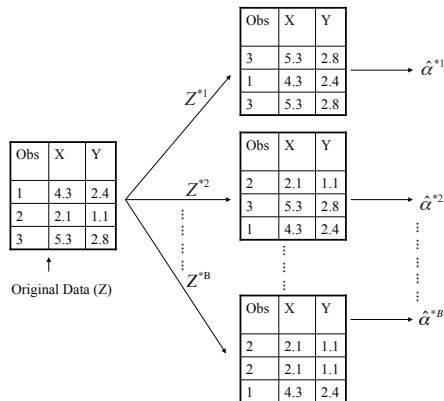 Obs X Y
3 5.3 2.8
1 4.3 2.4
3 5.3 2.8
Z*1
α̂*1
Obs X Y
1 4.3 2.4
2 2.1 1.1
3 5.3 2.8
Original Data (Z)
Z*2
Obs X Y
2 2.1 1.1
3 5.3 2.8
1 4.3 2.4
α̂*2
Z*B
Obs X Y
2 2.1 1.1
2 2.1 1.1
1 4.3 2.4
α̂*B